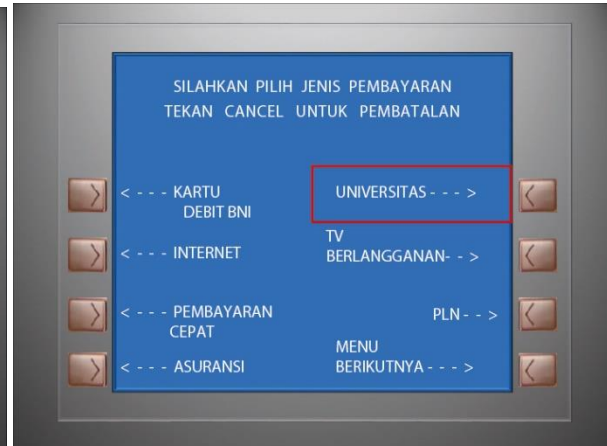 SILAHKAN PILIH JENIS PEMBAYARAN
TEKAN CANCEL UNTUK PEMBATALAN
< - - - KARTU
DEBIT BNI
UNIVERSITAS - - - >
< - - - INTERNET
TV
BERLANGGANAN- - >
< - - - PEMBAYARAN
CEPAT
PLN - - >
< - - - ASURANSI
MENU
BERIKUTNYA - - - >